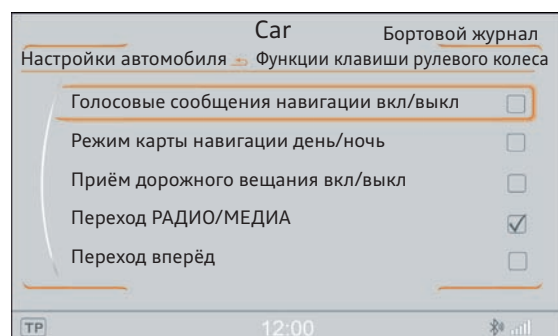 Car
Бортовой журнал
Настройки автомобиля Функции клавиши рулевого колеса
Голосовые сообщения навигации вкл/выкл
Режим карты навигации день/ночь
Приём дорожного вещания вкл/выкл
Переход РАДИО/МЕДИА
Переход вперёд
TP 12:00